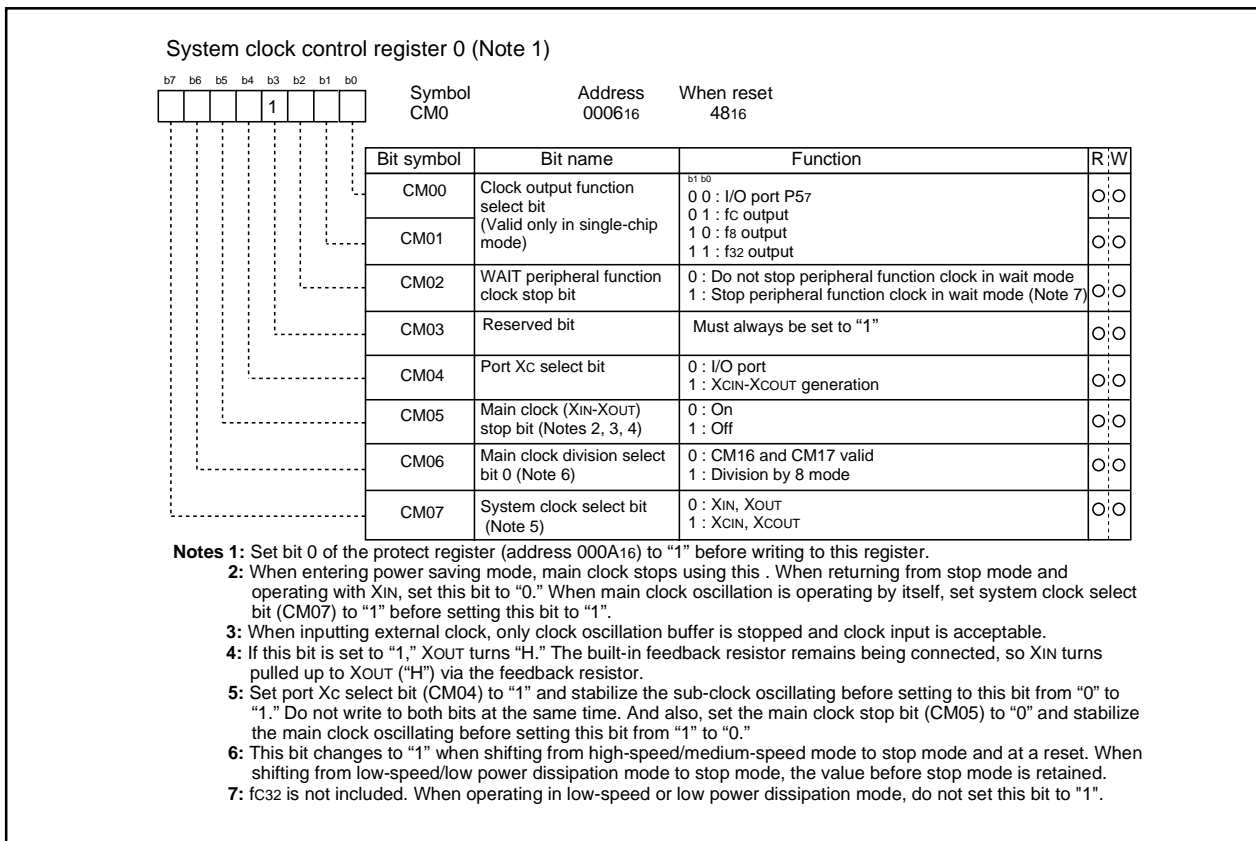 System clock control register 0 (Note 1)
b7 b6 b5 b4 b3 b2 b1 b0
1
Symbol Address When reset
CM0 000616 4816
Bit symbol Bit name Function R W
CM00 Clock output function select bit (Valid only in single-chip mode)
CM01
b1 b0
0 0 : I/O port P57
0 1 : fC output
1 0 : f8 output
1 1 : f32 output
CM02 WAIT peripheral function clock stop bit
0 : Do not stop peripheral function clock in wait mode
1 : Stop peripheral function clock in wait mode (Note 7)
CM03 Reserved bit Must always be set to “1”
CM04 Port XC select bit
0 : I/O port
1 : XCIN-XCOUT generation
CM05 Main clock (XIN-XOUT) stop bit (Notes 2, 3, 4)
0 : On
1 : Off
CM06 Main clock division select bit 0 (Note 6)
0 : CM16 and CM17 valid
1 : Division by 8 mode
CM07 System clock select bit (Note 5)
0 : XIN, XOUT
1 : XCIN, XCOUT
Notes 1: Set bit 0 of the protect register (address 000A16) to “1” before writing to this register.
2: When entering power saving mode, main clock stops using this . When returning from stop mode and
operating with XIN, set this bit to “0.” When main clock oscillation is operating by itself, set system clock select
bit (CM07) to “1” before setting this bit to “1”.
3: When inputting external clock, only clock oscillation buffer is stopped and clock input is acceptable.
4: If this bit is set to “1,” XOUT turns “H.” The built-in feedback resistor remains being connected, so XIN turns
pulled up to XOUT (“H”) via the feedback resistor.
5: Set port Xc select bit (CM04) to “1” and stabilize the sub-clock oscillating before setting to this bit from “0” to
“1.” Do not write to both bits at the same time. And also, set the main clock stop bit (CM05) to “0” and stabilize
the main clock oscillating before setting this bit from “1” to “0.”
6: This bit changes to “1” when shifting from high-speed/medium-speed mode to stop mode and at a reset. When
shifting from low-speed/low power dissipation mode to stop mode, the value before stop mode is retained.
7: fC32 is not included. When operating in low-speed or low power dissipation mode, do not set this bit to "1".